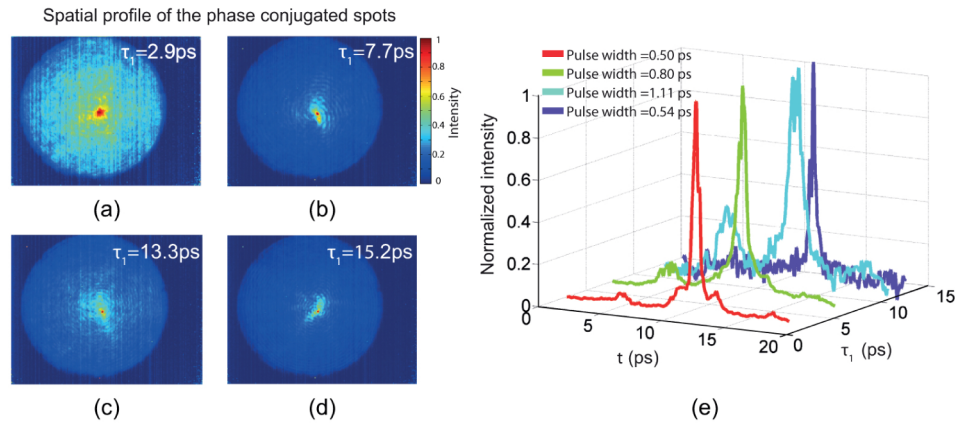 Spatial profile of the phase conjugated spots
τ₁=2.9ps
τ₁=7.7ps
1
0.8
0.6
0.4
0.2
0
Intensity
(a)
(b)
τ₁=13.3ps
τ₁=15.2ps
(c)
(d)
Pulse width =0.50 ps
Pulse width =0.80 ps
Pulse width =1.11 ps
Pulse width =0.54 ps
Normalized intensity
1
0.8
0.6
0.4
0.2
0
0
5
10
15
20
t (ps)
0
5
10
15
τ₁ (ps)
(e)